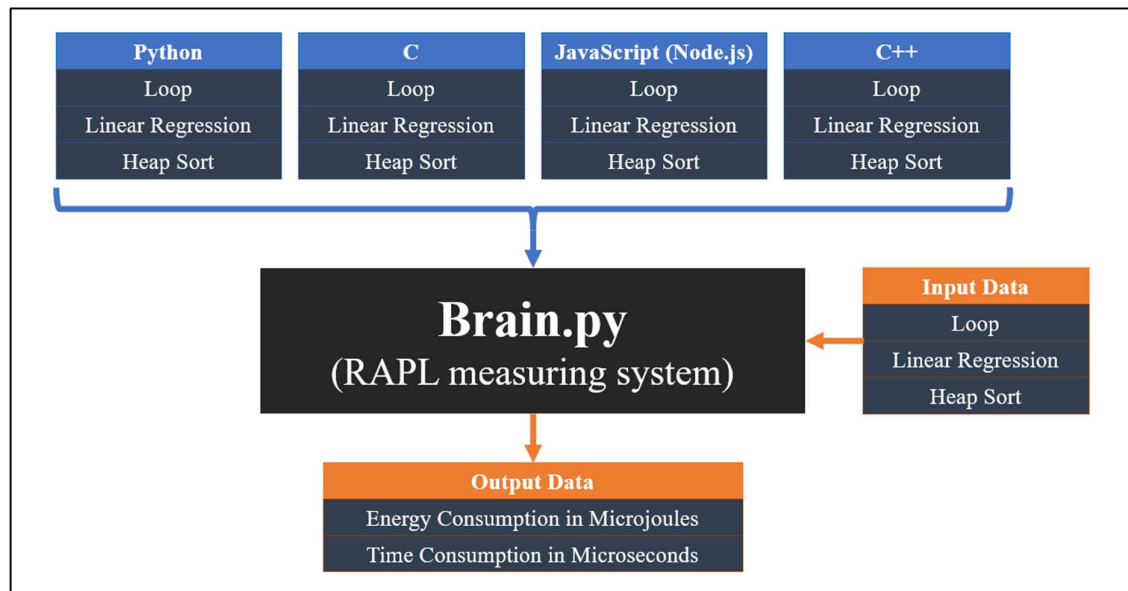 Python
Loop
Linear Regression
Heap Sort
C
Loop
Linear Regression
Heap Sort
JavaScript (Node.js)
Loop
Linear Regression
Heap Sort
C++
Loop
Linear Regression
Heap Sort
Brain.py
(RAPL measuring system)
Input Data
Loop
Linear Regression
Heap Sort
Output Data
Energy Consumption in Microjoules
Time Consumption in Microseconds